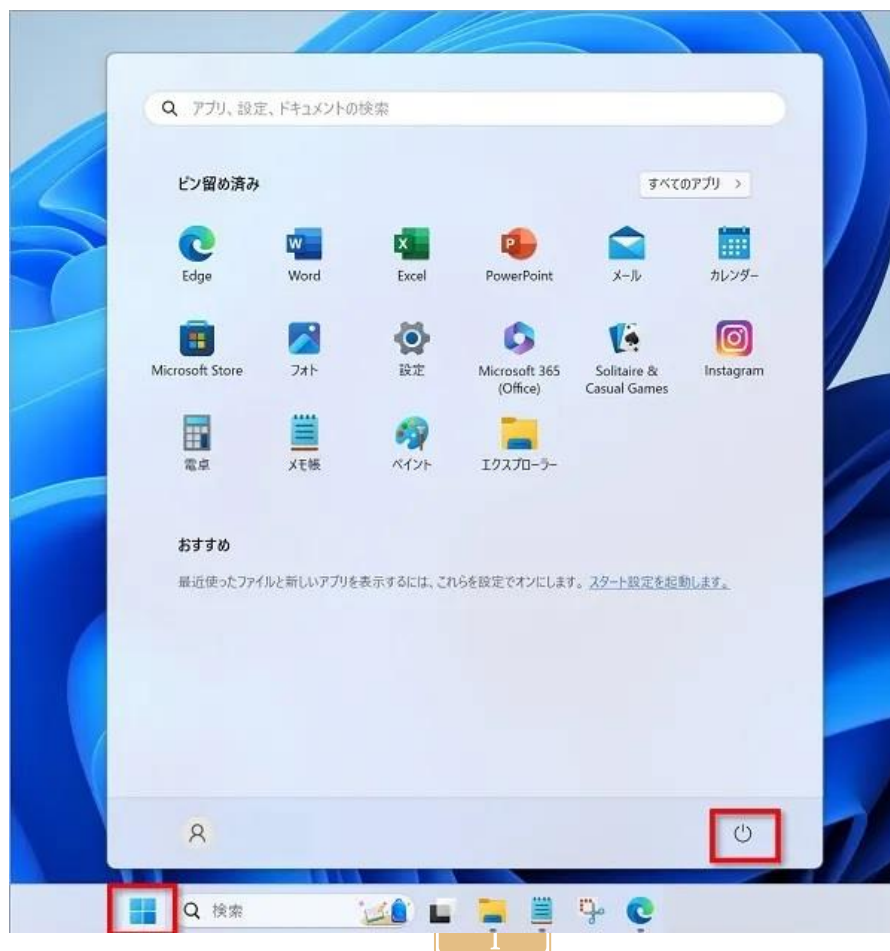 アプリ、設定、ドキュメントの検索
ピン留め済み
すべてのアプリ >
Edge
Word
Excel
PowerPoint
メール
カレンダー
Microsoft Store
フォト
設定
Microsoft 365
(Office)
Solitaire &
Casual Games
Instagram
電卓
メモ帳
ペイント
エクスプローラー
おすすめ
最近使ったファイルと新しいアプリを表示するには、これらを設定でオンにします。 スタート設定を起動します。
検索
1